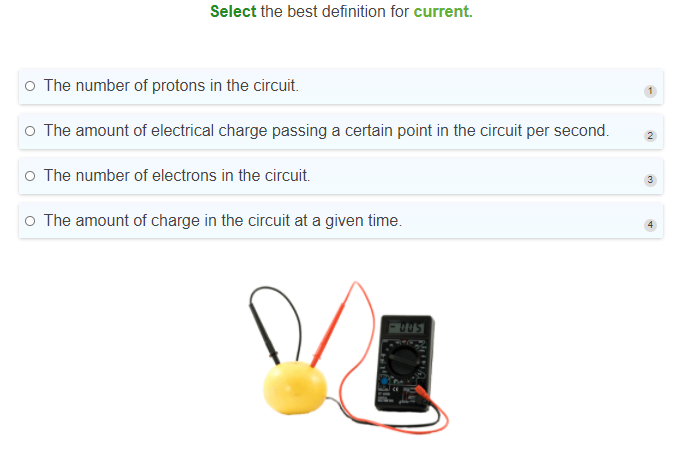 Select the best definition for current.
The number of protons in the circuit.
1
The amount of electrical charge passing a certain point in the circuit per second.
2
The number of electrons in the circuit.
3
The amount of charge in the circuit at a given time.
4
- 005